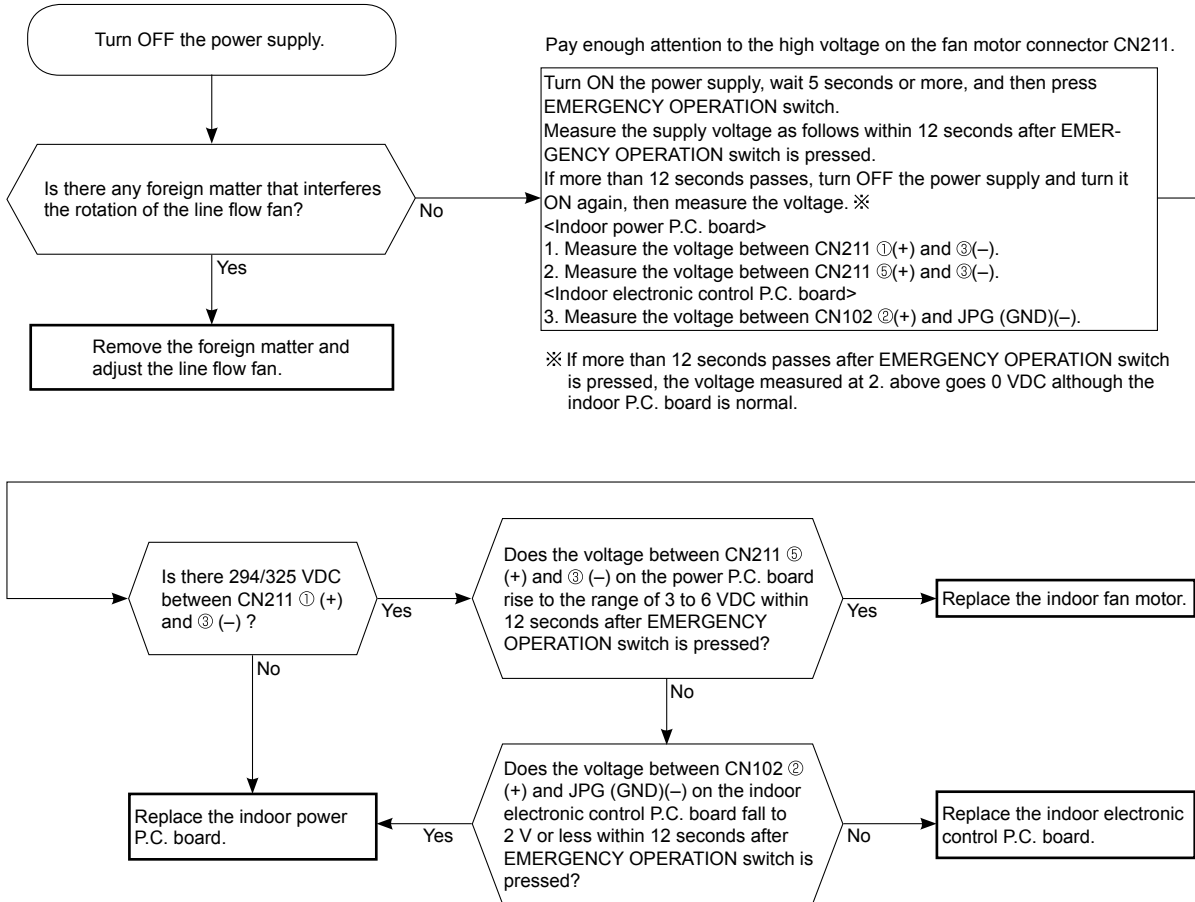 Turn OFF the power supply.
Pay enough attention to the high voltage on the fan motor connector CN211.
Is there any foreign matter that interferes
the rotation of the line flow fan?
No
Yes
Remove the foreign matter and
adjust the line flow fan.
Turn ON the power supply, wait 5 seconds or more, and then press
EMERGENCY OPERATION switch.
Measure the supply voltage as follows within 12 seconds after EMER-
GENCY OPERATION switch is pressed.
If more than 12 seconds passes, turn OFF the power supply and turn it
ON again, then measure the voltage. ※
<Indoor power P.C. board>
1. Measure the voltage between CN211 ①(+) and ③(–).
2. Measure the voltage between CN211 ⑤(+) and ③(–).
<Indoor electronic control P.C. board>
3. Measure the voltage between CN102 ②(+) and JPG (GND)(–).
※ If more than 12 seconds passes after EMERGENCY OPERATION switch
is pressed, the voltage measured at 2. above goes 0 VDC although the
indoor P.C. board is normal.
Is there 294/325 VDC
between CN211 ① (+)
and ③ (–) ?
Yes
No
Does the voltage between CN211 ⑤
(+) and ③ (–) on the power P.C. board
rise to the range of 3 to 6 VDC within
12 seconds after EMERGENCY
OPERATION switch is pressed?
Yes
No
Replace the indoor fan motor.
Replace the indoor power
P.C. board.
Yes
Does the voltage between CN102 ②
(+) and JPG (GND)(–) on the indoor
electronic control P.C. board fall to
2 V or less within 12 seconds after
EMERGENCY OPERATION switch is
pressed?
No
Replace the indoor electronic
control P.C. board.